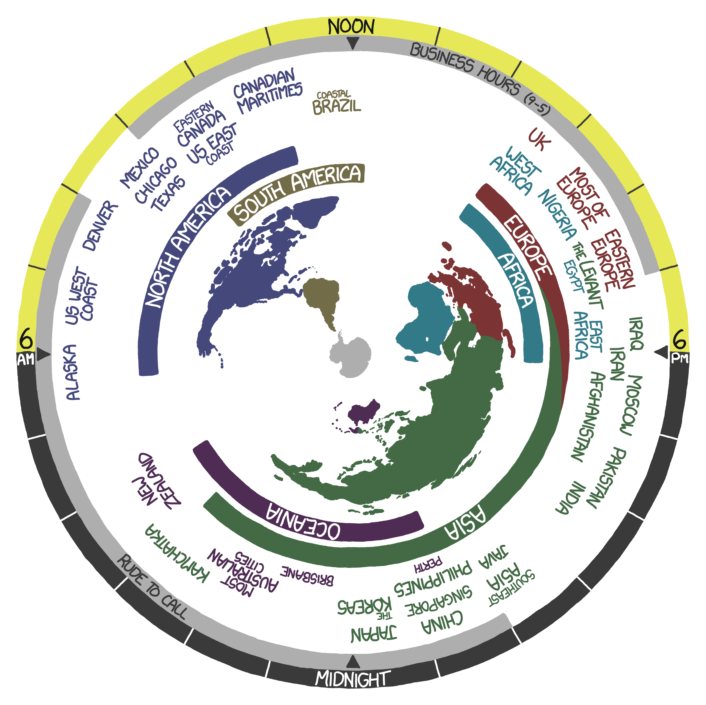 NOON
BUSINESS HOURS (9-5)
CANADIAN
MARITIMES
COASTAL
BRAZIL
EASTERN
CANADA
US EAST
COAST
MEXICO
CHICAGO
TEXAS
DENVER
US WEST
COAST
ALASKA
NORTH AMERICA
SOUTH AMERICA
UK
WEST
AFRICA
NIGERIA
MOST OF
EUROPE
EASTERN
EUROPE
THE LEVANT
EGYPT
EAST
AFRICA
EUROPE
AFRICA
6
AM
6
PM
IRAQ
IRAN
MOSCOW
AFGHANISTAN
PAKISTAN
INDIA
ASIA
OCEANIA
NEW
ZEALAND
KAMCHATKA
MOST
AUSTRALIAN
CITIES
BRISBANE
THE
KOREAS
JAPAN
PERTH
PHILIPPINES
SINGAPORE
CHINA
JAVA
SOUTHEAST
ASIA
RUDE TO CALL
MIDNIGHT